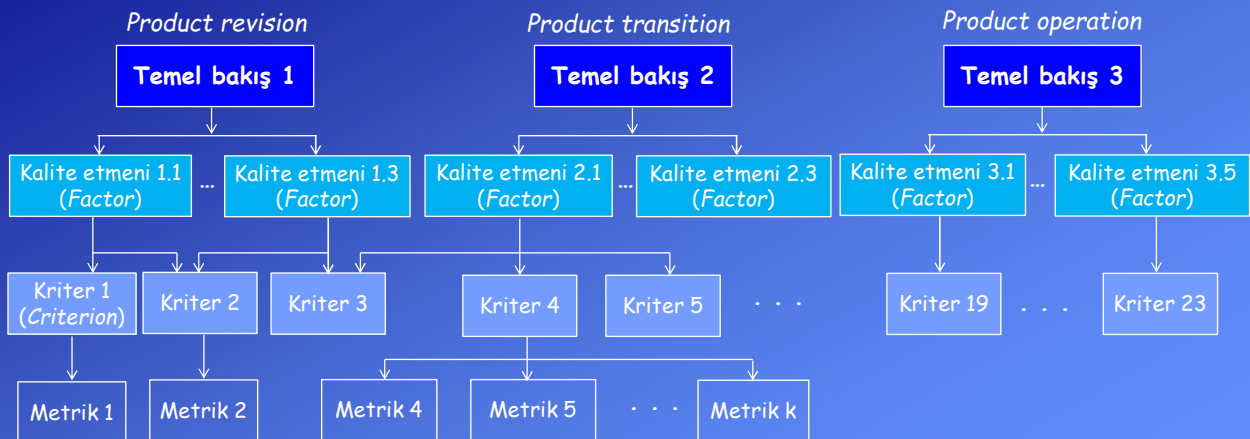 Product revision
Product transition
Product operation
Temel bakış 1
Temel bakış 2
Temel bakış 3
Kalite etmeni 1.1
(Factor)
...
Kalite etmeni 1.3
(Factor)
Kalite etmeni 2.1
(Factor)
...
Kalite etmeni 2.3
(Factor)
Kalite etmeni 3.1
(Factor)
...
Kalite etmeni 3.5
(Factor)
Kriter 1
(Criterion)
Kriter 2
Kriter 3
Kriter 4
Kriter 5
. . .
Kriter 19
. . .
Kriter 23
Metrik 1
Metrik 2
Metrik 4
Metrik 5
. . .
Metrik k